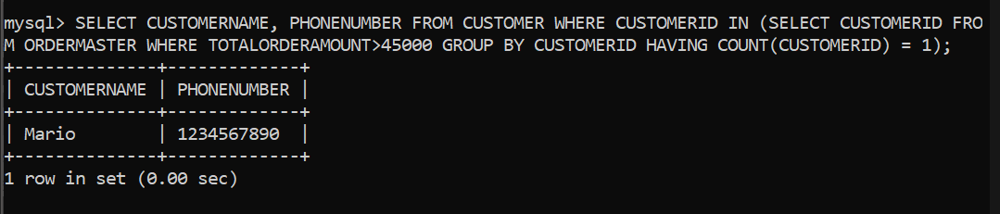 mysql> SELECT CUSTOMERNAME, PHONENUMBER FROM CUSTOMER WHERE CUSTOMERID IN (SELECT CUSTOMERID FRO
M ORDERMASTER WHERE TOTALORDERAMOUNT>45000 GROUP BY CUSTOMERID HAVING COUNT(CUSTOMERID) = 1);
+--------------+-------------+
| CUSTOMERNAME | PHONENUMBER |
+--------------+-------------+
| Mario        | 1234567890  |
+--------------+-------------+
1 row in set (0.00 sec)